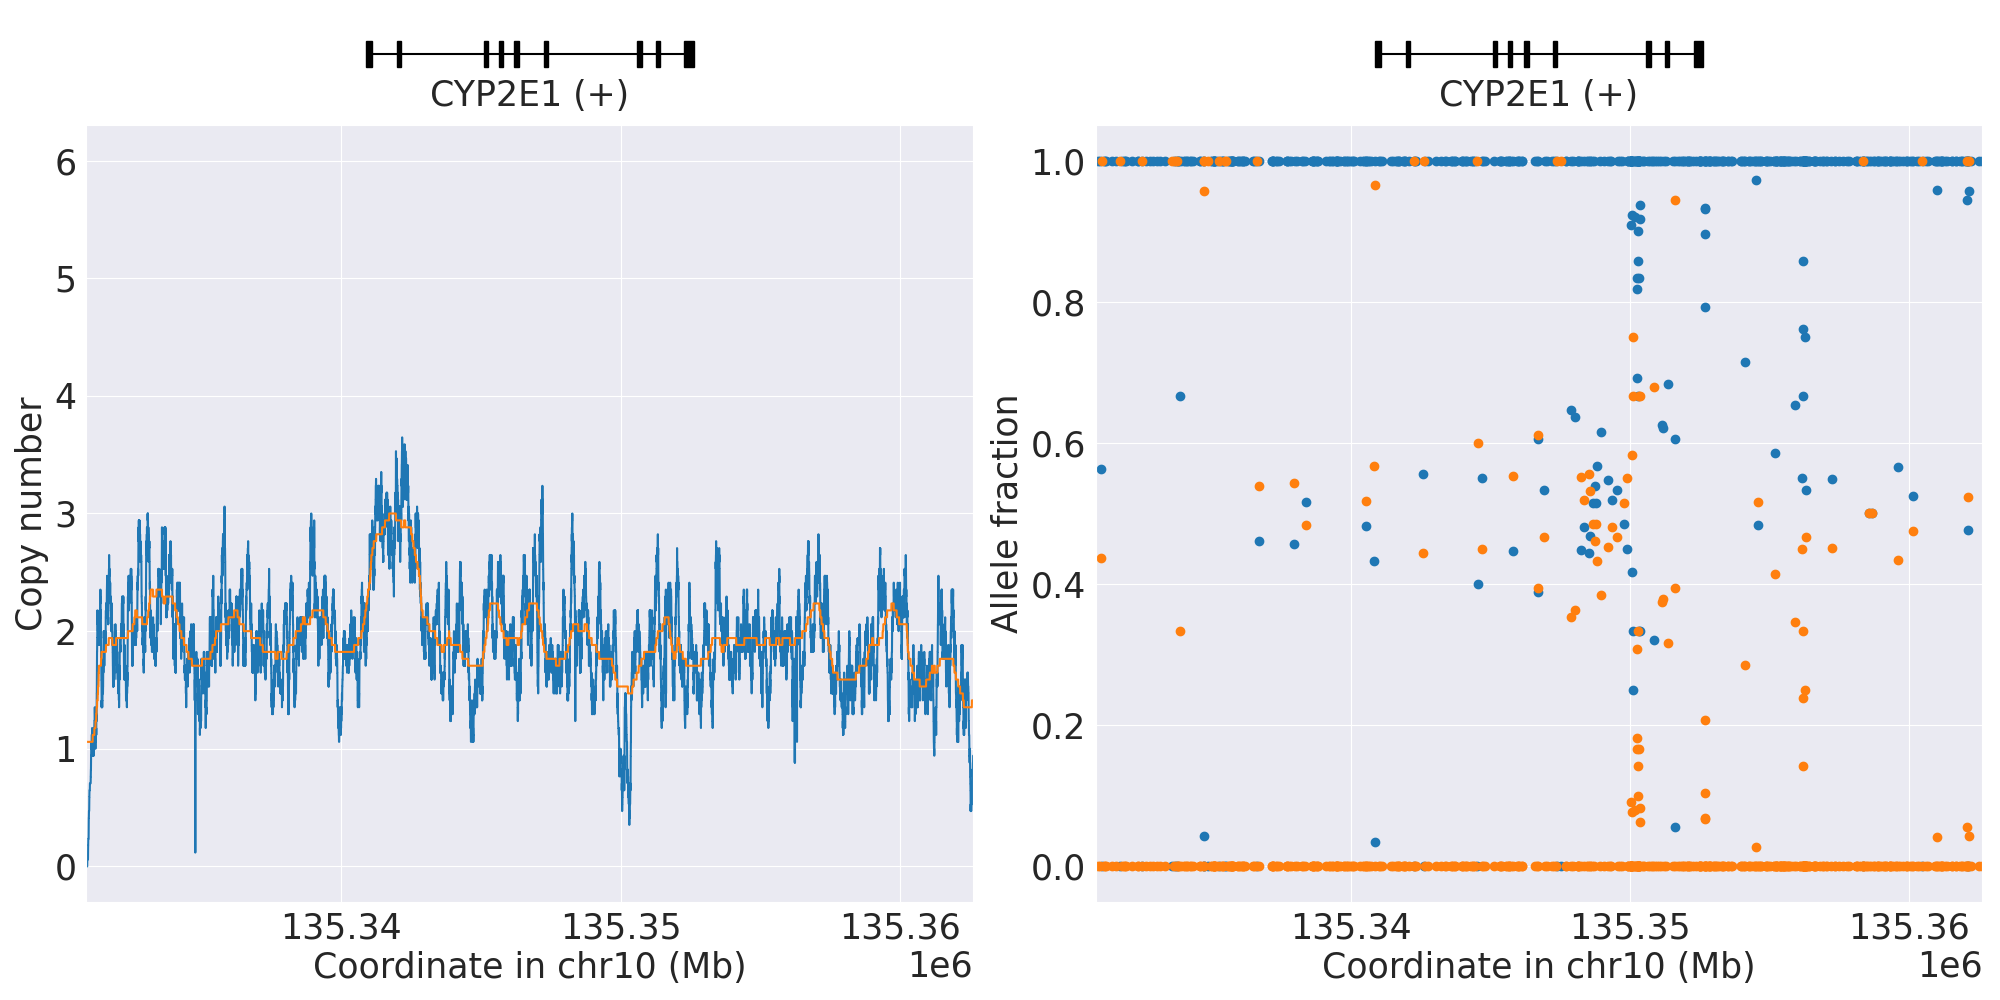 CYP2E1 (+)
6
5
4
3
2
1
0
Copy number
135.34 135.35 135.36
Coordinate in chr10 (Mb)
1e6
CYP2E1 (+)
1.0
0.8
0.6
0.4
0.2
0.0
Allele fraction
135.34 135.35 135.36
Coordinate in chr10 (Mb)
1e6